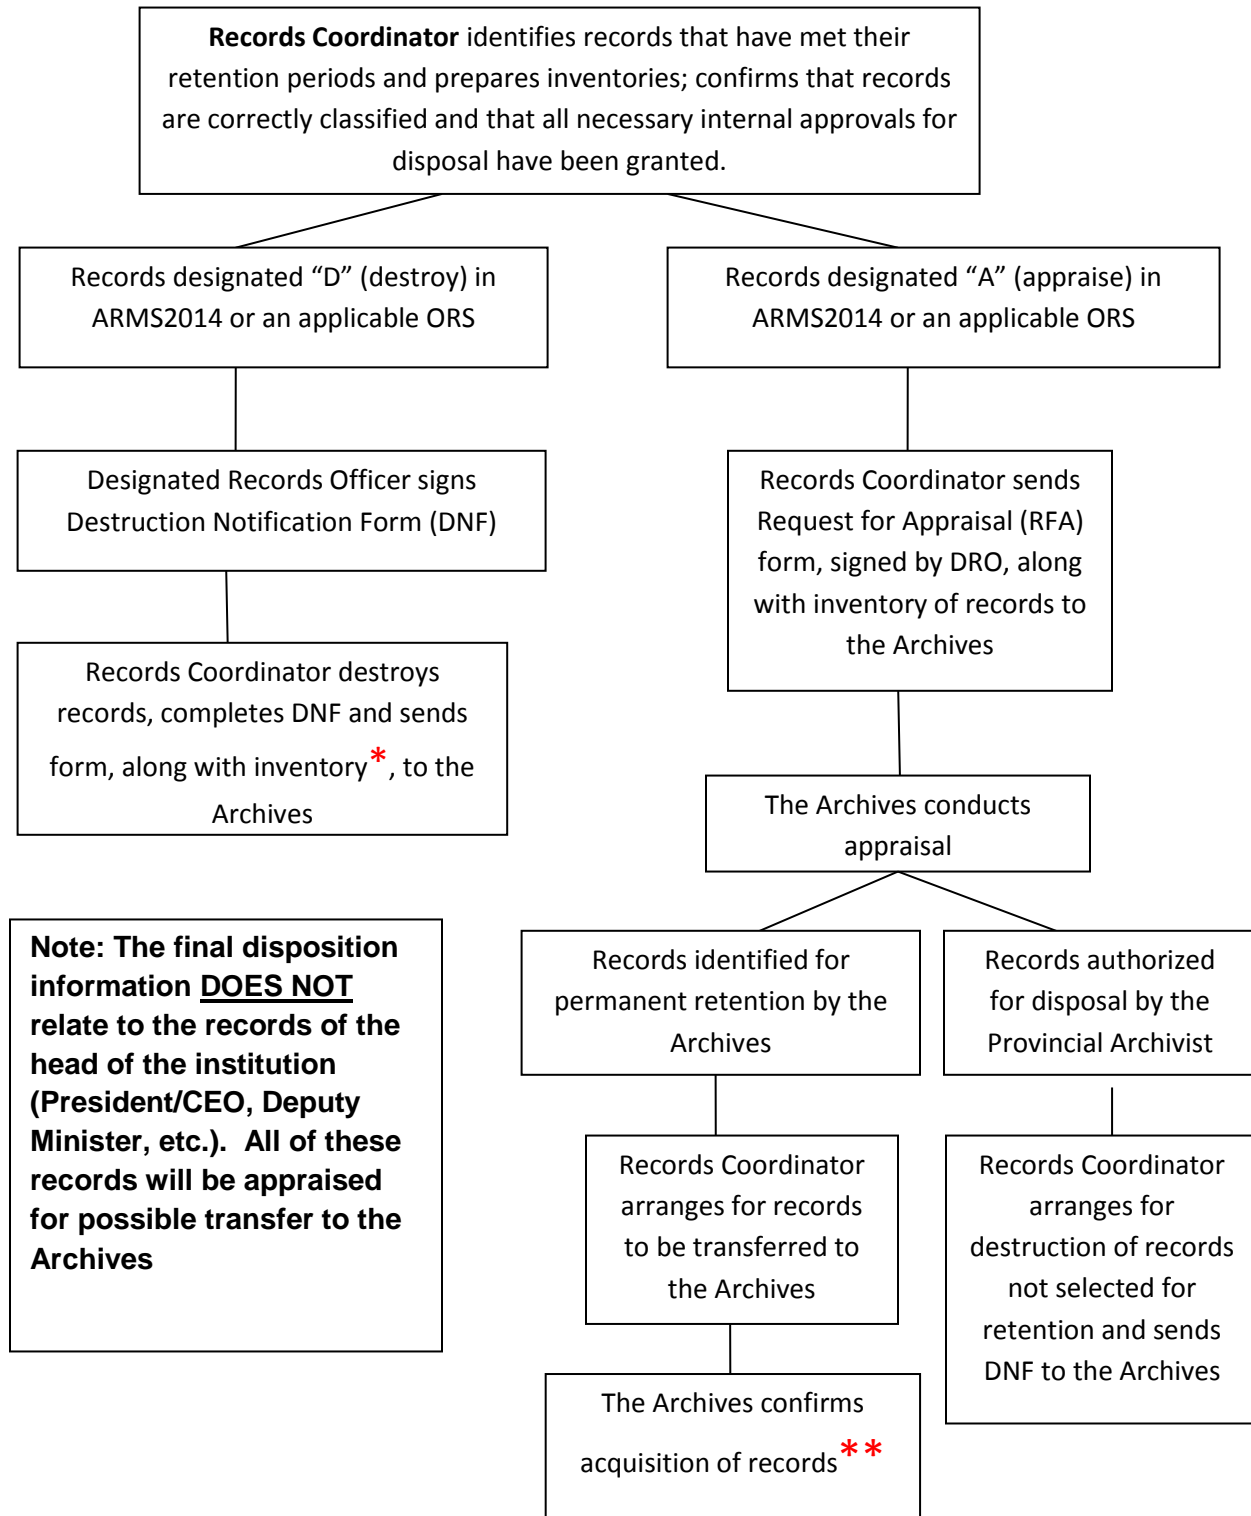 Records Coordinator identifies records that have met their
retention periods and prepares inventories; confirms that records
are correctly classified and that all necessary internal approvals for
disposal have been granted.
Records designated “D” (destroy) in
ARMS2014 or an applicable ORS
Records designated “A” (appraise) in
ARMS2014 or an applicable ORS
Designated Records Officer signs
Destruction Notification Form (DNF)
Records Coordinator sends
Request for Appraisal (RFA)
form, signed by DRO, along
with inventory of records to
the Archives
Records Coordinator destroys
records, completes DNF and sends
form, along with inventory*, to the
Archives
The Archives conducts
appraisal
Note: The final disposition
information DOES NOT
relate to the records of the
head of the institution
(President/CEO, Deputy
Minister, etc.).  All of these
records will be appraised
for possible transfer to the
Archives
Records identified for
permanent retention by the
Archives
Records authorized
for disposal by the
Provincial Archivist
Records Coordinator
arranges for records
to be transferred to
the Archives
Records Coordinator
arranges for
destruction of records
not selected for
retention and sends
DNF to the Archives
The Archives confirms
acquisition of records**